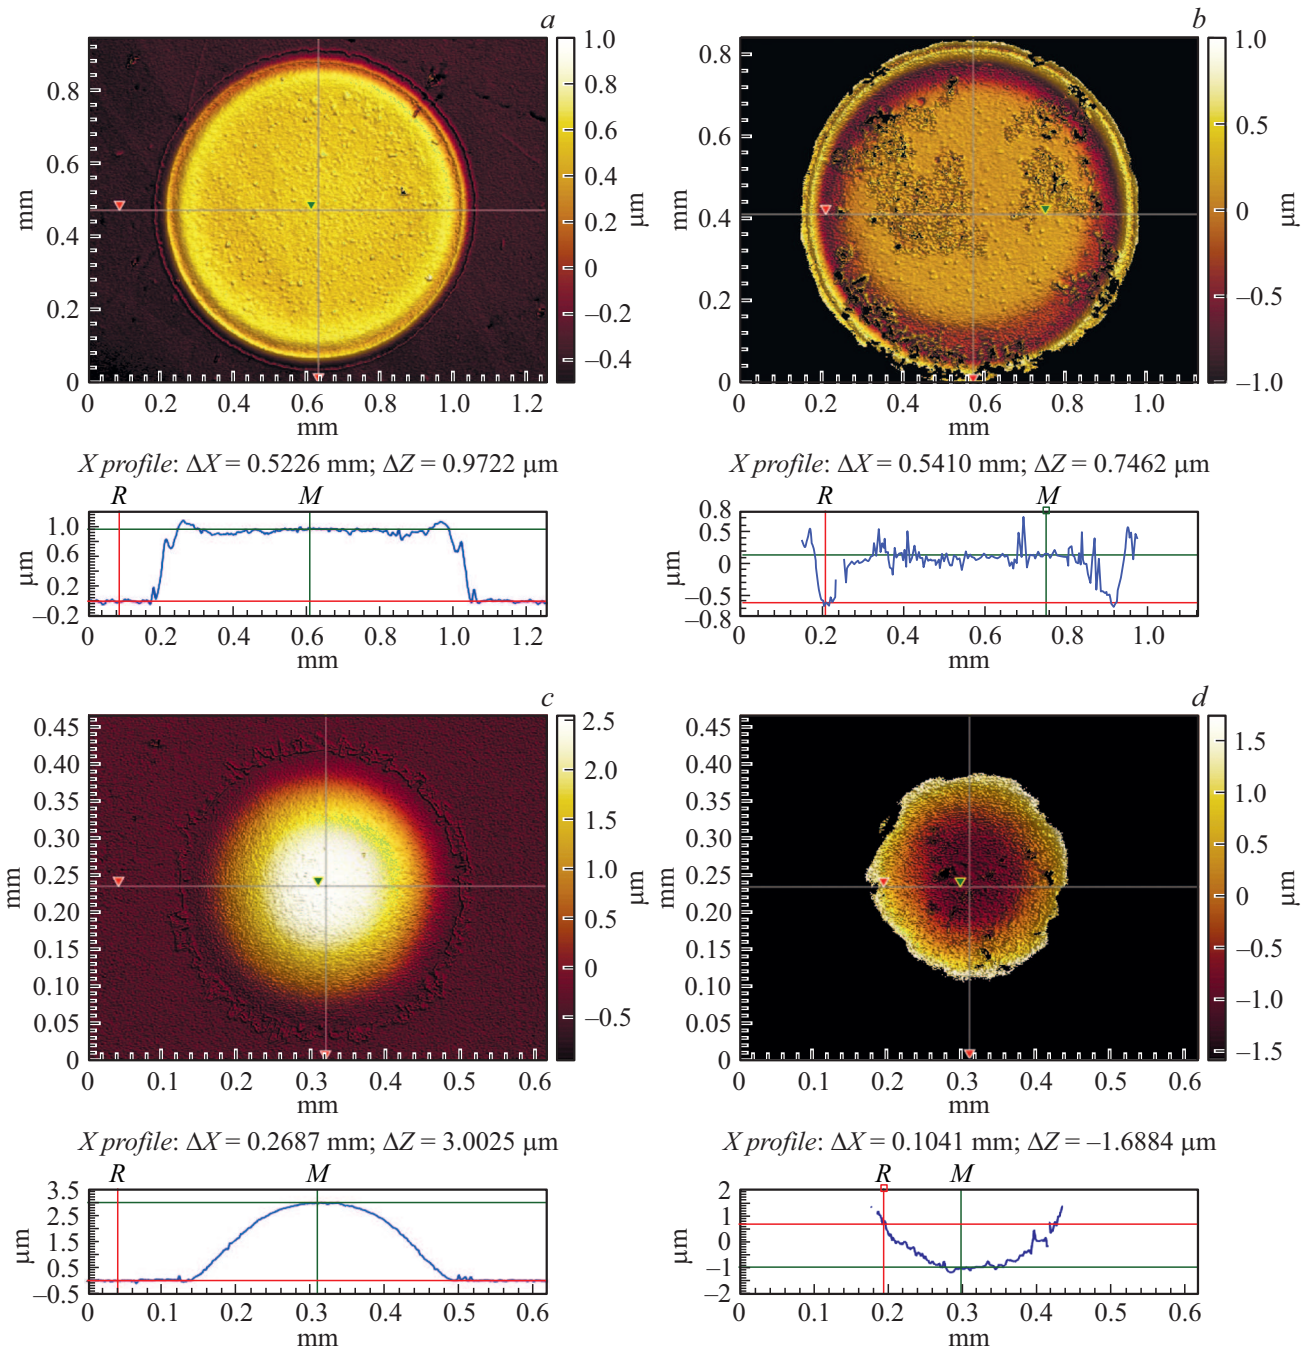 a
mm
0.8
0.6
0.4
0.2
0
0 0.2 0.4 0.6 0.8 1.0 1.2
mm
1.0
0.8
0.6
0.4
0.2
0
–0.2
–0.4
μm
X profile: ΔX = 0.5226 mm; ΔZ = 0.9722 μm
R M
μm
1.0
0.6
0.2
–0.2
0 0.2 0.4 0.6 0.8 1.0 1.2
mm
b
mm
0.8
0.6
0.4
0.2
0
0 0.2 0.4 0.6 0.8 1.0
mm
1.0
0.5
0
–0.5
–1.0
μm
X profile: ΔX = 0.5410 mm; ΔZ = 0.7462 μm
R M
μm
0.8
0.5
0
–0.5
–0.8
0 0.2 0.4 0.6 0.8 1.0
mm
c
mm
0.45
0.40
0.35
0.30
0.25
0.20
0.15
0.10
0.05
0
0 0.1 0.2 0.3 0.4 0.5 0.6
mm
2.5
2.0
1.5
1.0
0.5
0
–0.5
μm
X profile: ΔX = 0.2687 mm; ΔZ = 3.0025 μm
R M
μm
3.5
2.5
1.5
0.5
–0.5
0 0.1 0.2 0.3 0.4 0.5 0.6
mm
d
mm
0.45
0.40
0.35
0.30
0.25
0.20
0.15
0.10
0.05
0
0 0.1 0.2 0.3 0.4 0.5 0.6
mm
1.5
1.0
0.5
0
–0.5
–1.0
–1.5
μm
X profile: ΔX = 0.1041 mm; ΔZ = –1.6884 μm
R M
μm
2
1
0
–1
–2
0 0.1 0.2 0.3 0.4 0.5 0.6
mm